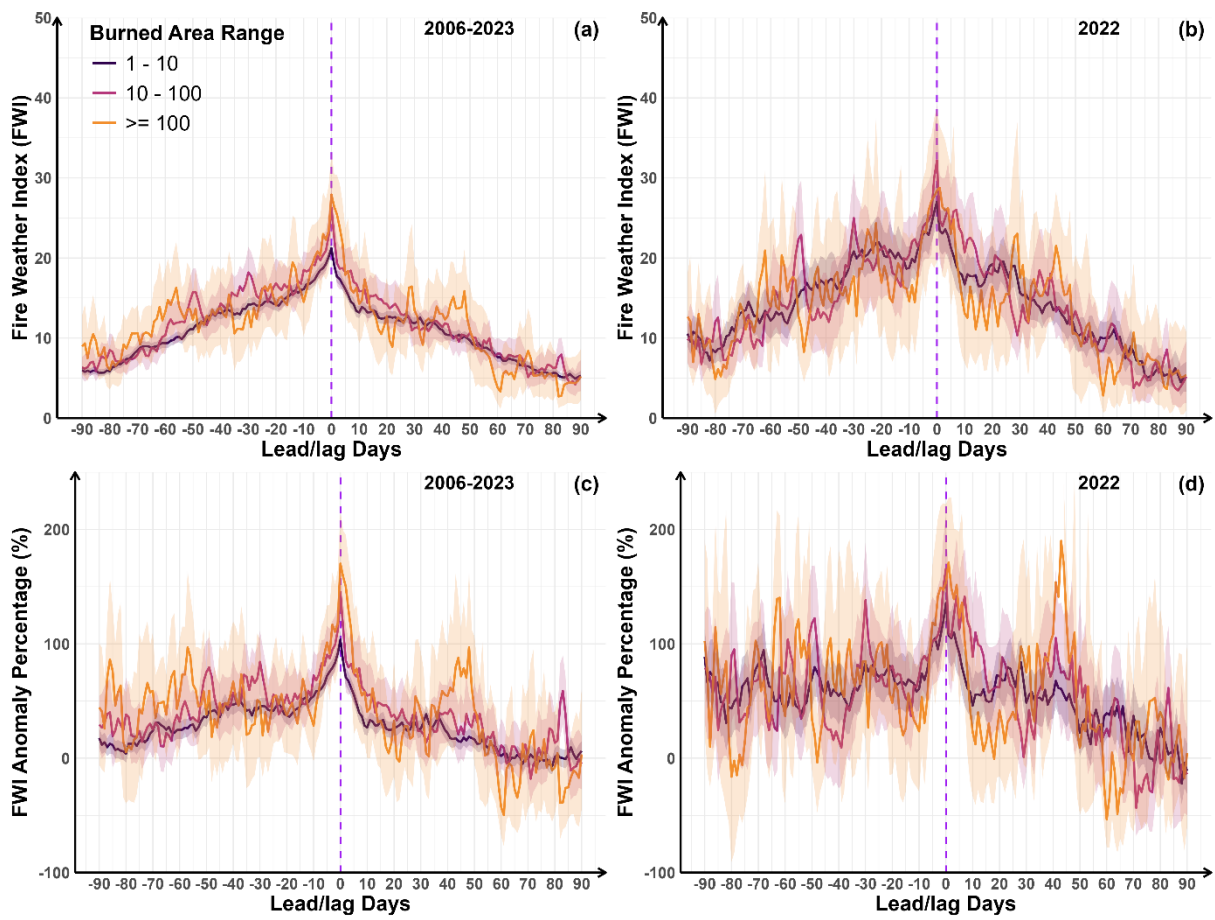 2006-2023 (a)
Burned Area Range
1 - 10
10 - 100
>= 100
Fire Weather Index (FWI)
50
40
30
20
10
0
-90 -80 -70 -60 -50 -40 -30 -20 -10 0 10 20 30 40 50 60 70 80 90
Lead/lag Days
2022 (b)
Fire Weather Index (FWI)
50
40
30
20
10
0
-90 -80 -70 -60 -50 -40 -30 -20 -10 0 10 20 30 40 50 60 70 80 90
Lead/lag Days
2006-2023 (c)
FWI Anomaly Percentage (%)
200
100
0
-100
-90 -80 -70 -60 -50 -40 -30 -20 -10 0 10 20 30 40 50 60 70 80 90
Lead/lag Days
2022 (d)
FWI Anomaly Percentage (%)
200
100
0
-100
-90 -80 -70 -60 -50 -40 -30 -20 -10 0 10 20 30 40 50 60 70 80 90
Lead/lag Days